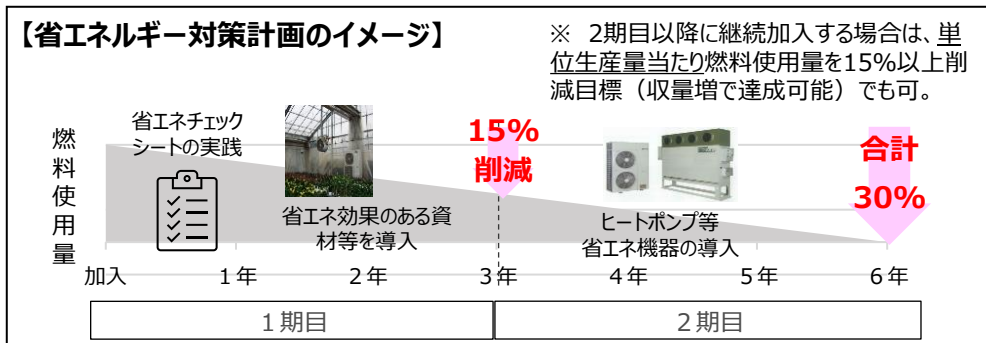 【省エネルギー対策計画のイメージ】
※ 2期目以降に継続加入する場合は、単
位生産量当たり燃料使用量を15%以上削
減目標（収量増で達成可能）でも可。
燃料使用量
省エネチェック
シートの実践
省エネ効果のある資
材等を導入
15%
削減
ヒートポンプ等
省エネ機器の導入
合計
30%
加入 1年 2年 3年 4年 5年 6年
1期目 2期目